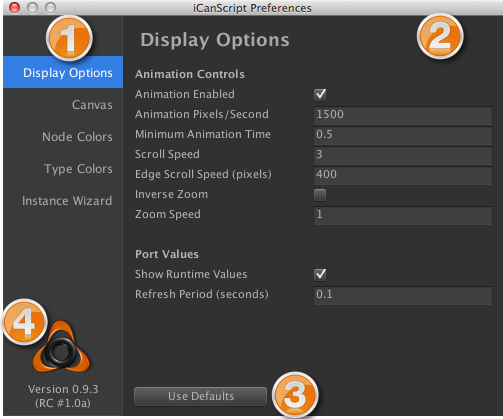 iCanScript Preferences
1
2
Display Options
Canvas
Node Colors
Type Colors
Instance Wizard
4
Version 0.9.3
(RC #1.0a)
Display Options
Animation Controls
Animation Enabled
Animation Pixels/Second 1500
Minimum Animation Time 0.5
Scroll Speed 3
Edge Scroll Speed (pixels) 400
Inverse Zoom
Zoom Speed 1
Port Values
Show Runtime Values
Refresh Period (seconds) 0.1
Use Defaults 3